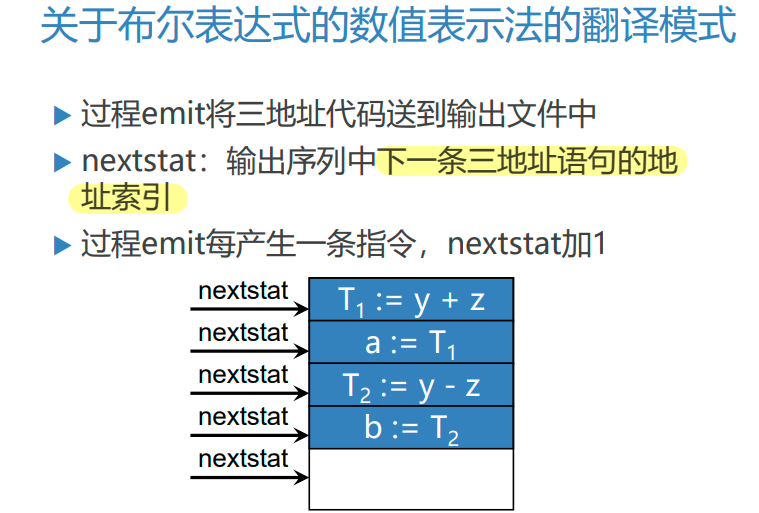 关于布尔表达式的数值表示法的翻译模式
过程emit将三地址代码送到输出文件中
nextstat：输出序列中下一条三地址语句的地
址索引
过程emit每产生一条指令，nextstat加1
nextstat
T₁ := y + z
nextstat
a := T₁
nextstat
T₂ := y - z
nextstat
b := T₂
nextstat